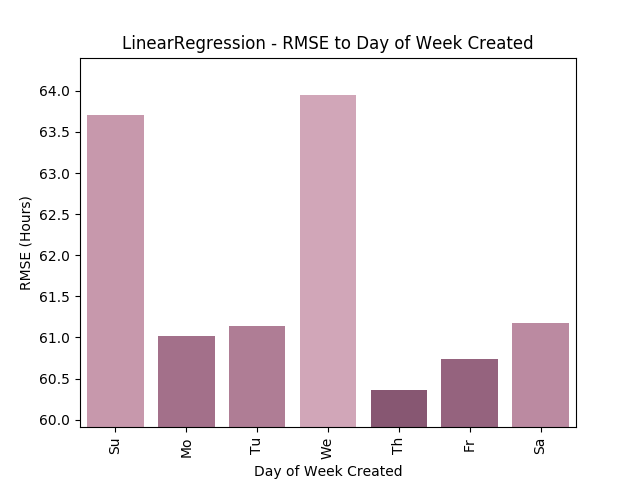 LinearRegression - RMSE to Day of Week Created
64.0
63.5
63.0
62.5
62.0
61.5
61.0
60.5
60.0
RMSE (Hours)
Su
Mo
Tu
We
Th
Fr
Sa
Day of Week Created